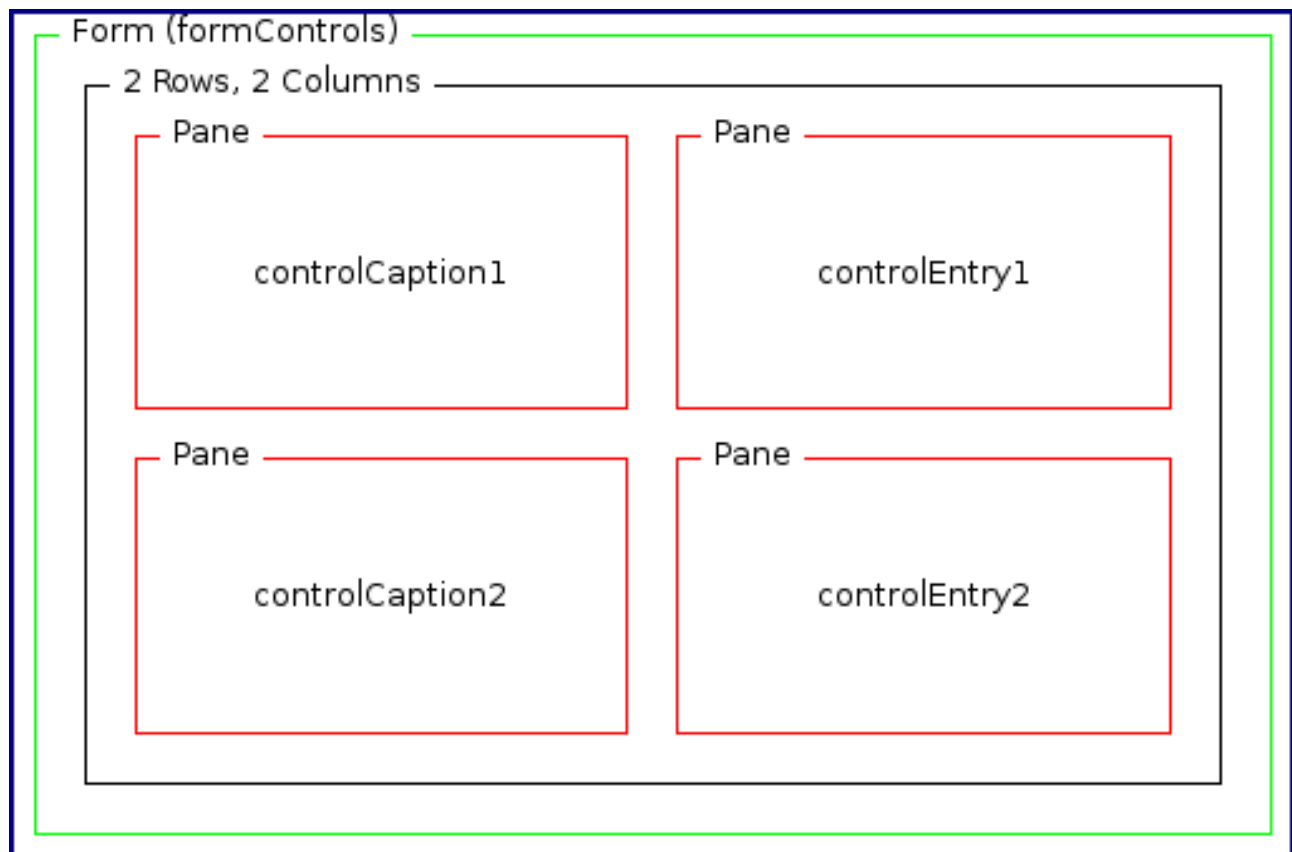 Form (formControls)
2 Rows, 2 Columns
Pane
Pane
controlCaption1
controlEntry1
Pane
Pane
controlCaption2
controlEntry2